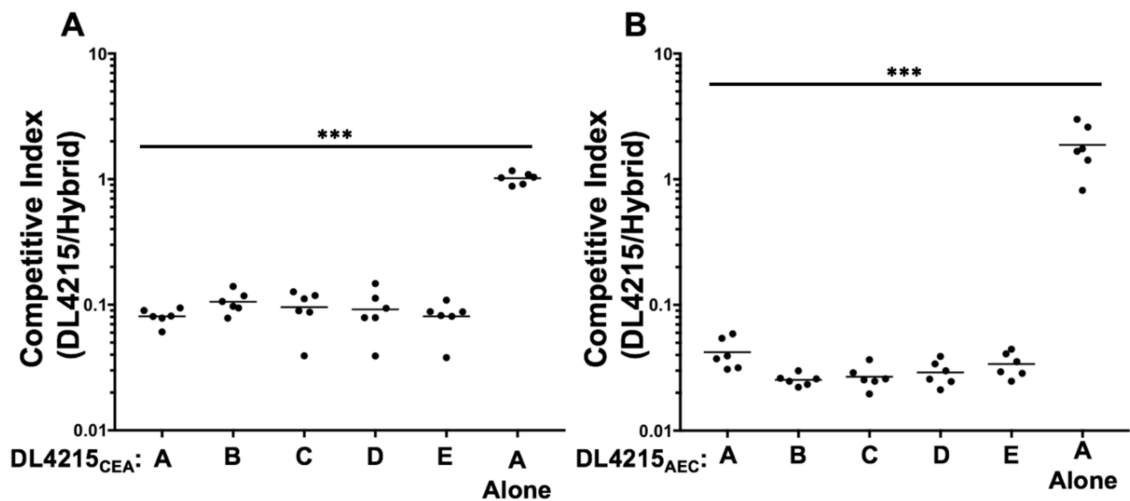 A
Competitive Index
(DL4215/Hybrid)
10
1
0.1
0.01
***
DL4215CEA: A B C D E A
Alone
B
Competitive Index
(DL4215/Hybrid)
10
1
0.1
0.01
***
DL4215AEC: A B C D E A
Alone